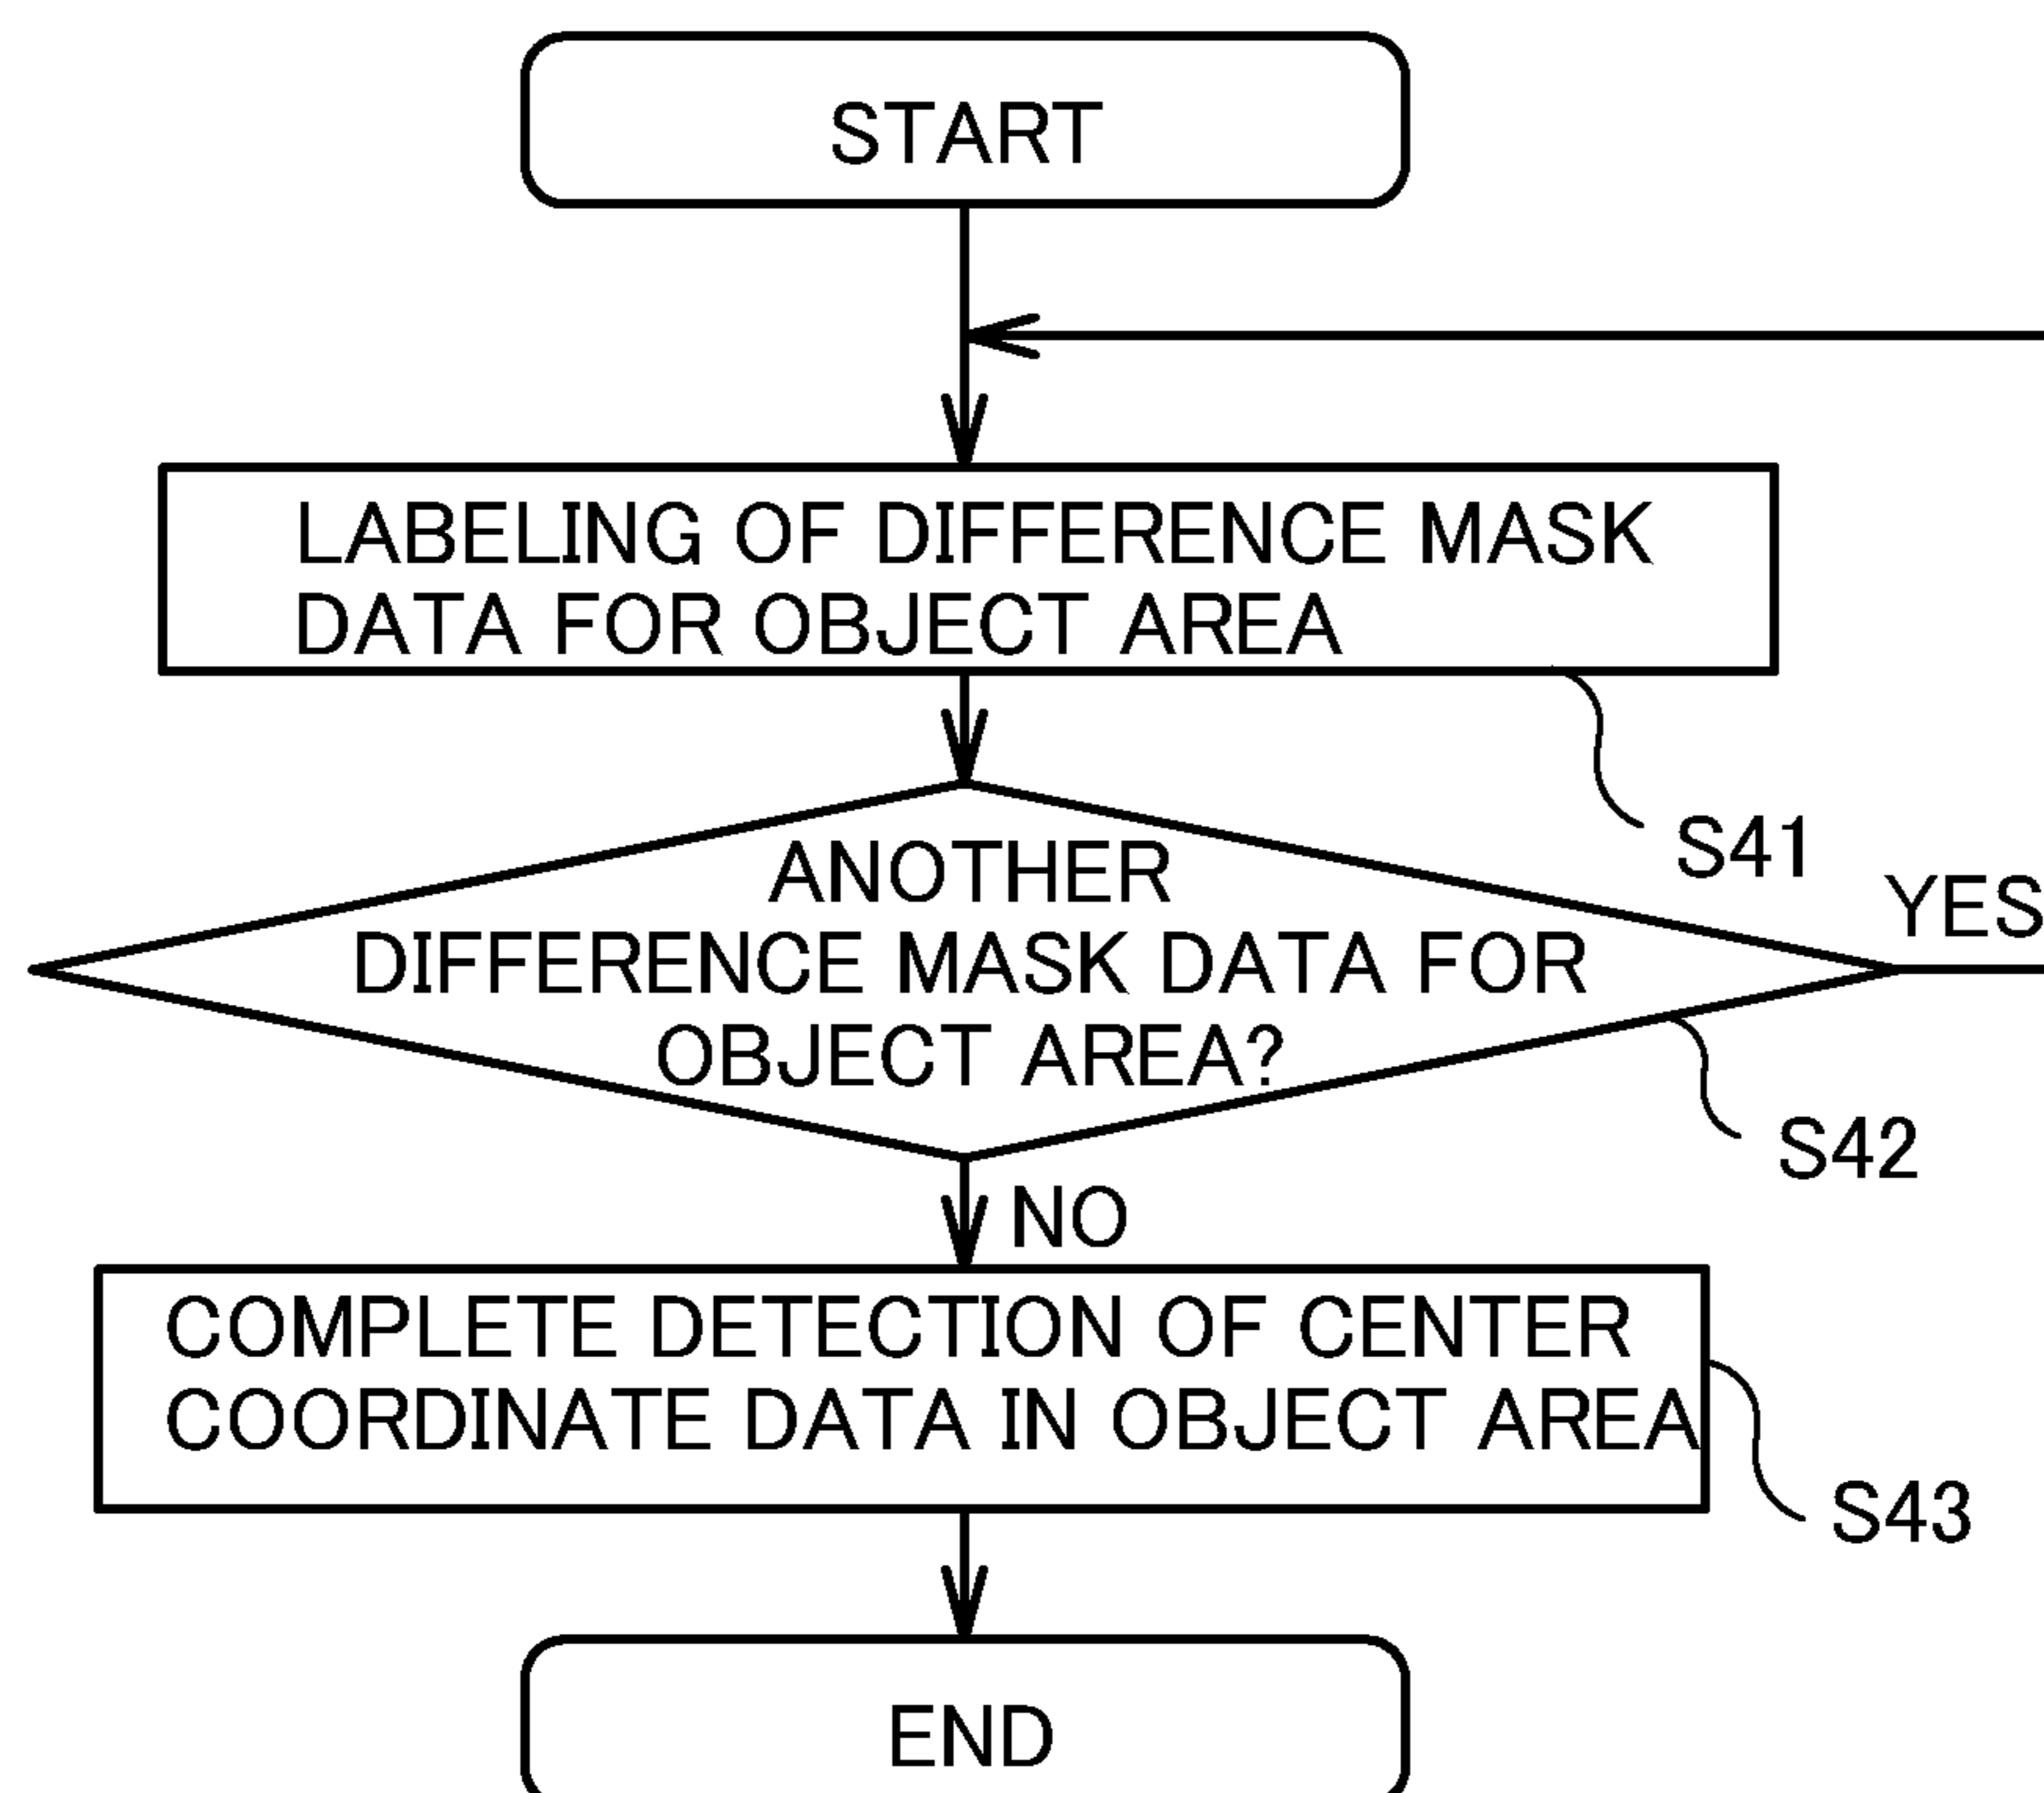 START
LABELING OF DIFFERENCE MASK
DATA FOR OBJECT AREA
S41
ANOTHER
DIFFERENCE MASK DATA FOR
OBJECT AREA?
YES
S42
NO
COMPLETE DETECTION OF CENTER
COORDINATE DATA IN OBJECT AREA
S43
END